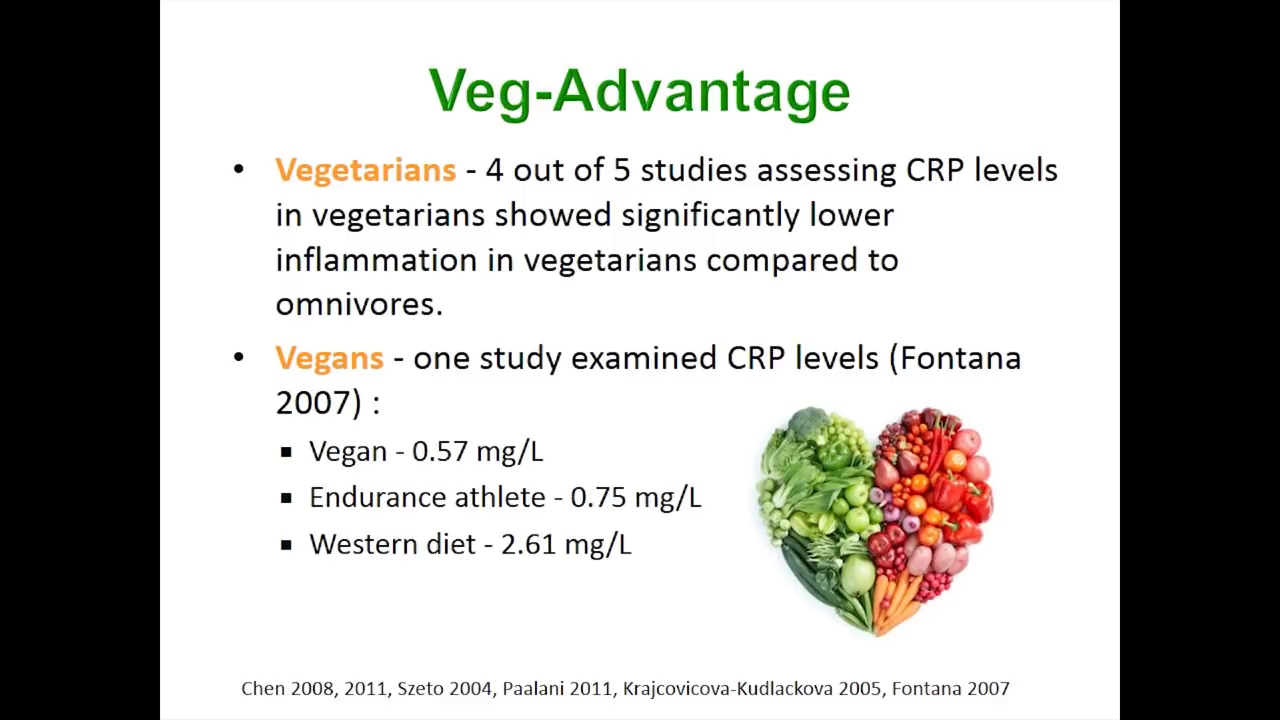 Veg-Advantage
• Vegetarians - 4 out of 5 studies assessing CRP levels
in vegetarians showed significantly lower
inflammation in vegetarians compared to
omnivores.
• Vegans - one study examined CRP levels (Fontana
2007) :
▪ Vegan - 0.57 mg/L
▪ Endurance athlete - 0.75 mg/L
▪ Western diet - 2.61 mg/L
Chen 2008, 2011, Szeto 2004, Paalani 2011, Krajcovicova-Kudlackova 2005, Fontana 2007